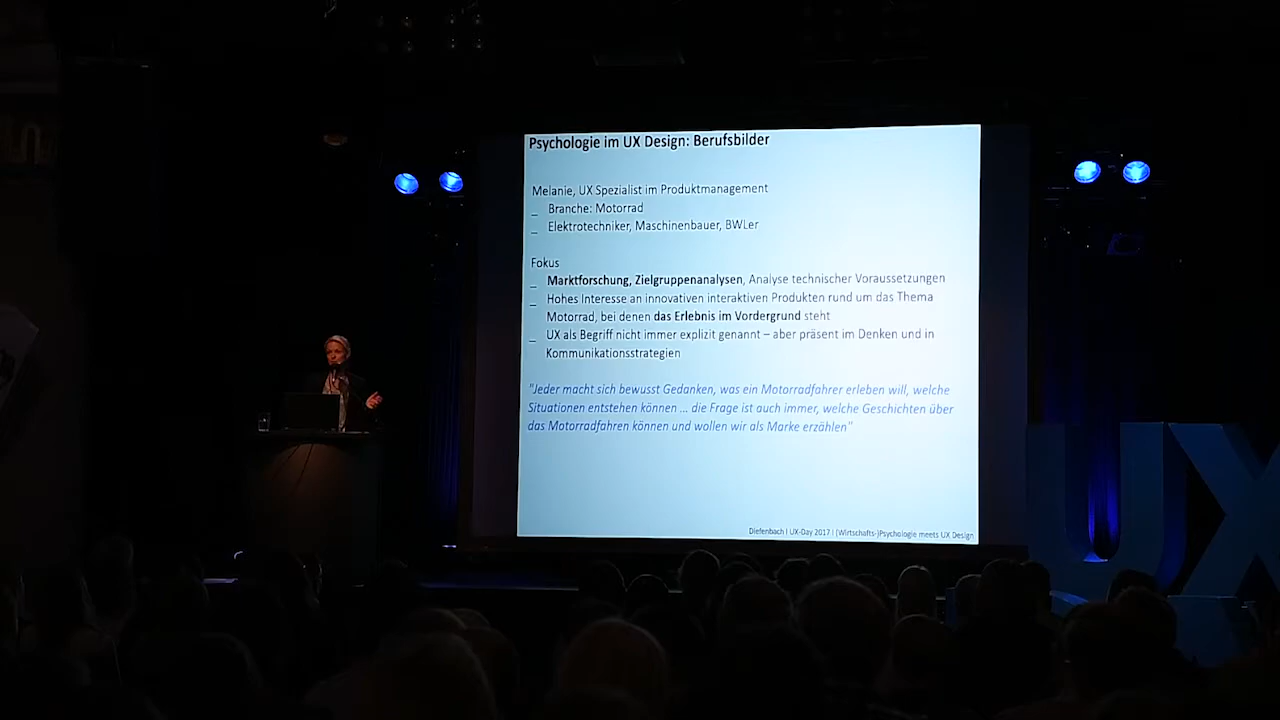 Psychologie im UX Design: Berufsbilder
Melanie, UX Spezialist im Produktmanagement
_ Branche: Motorrad
_ Elektrotechniker, Maschinenbauer, BWLer
Fokus
_ Marktforschung, Zielgruppenanalysen, Analyse technischer Voraussetzungen
_ Hohes Interesse an innovativen interaktiven Produkten rund um das Thema
Motorrad, bei denen das Erlebnis im Vordergrund steht
_ UX als Begriff nicht immer explizit genannt – aber präsent im Denken und in
Kommunikationsstrategien
"Jeder macht sich bewusst Gedanken, was ein Motorradfahrer erleben will, welche
Situationen entstehen können ... die Frage ist auch immer, welche Geschichten über
das Motorradfahren können und wollen wir als Marke erzählen"
Diefenbach | UX-Day 2017 | (Wirtschafts-)Psychologie meets UX Design
UX